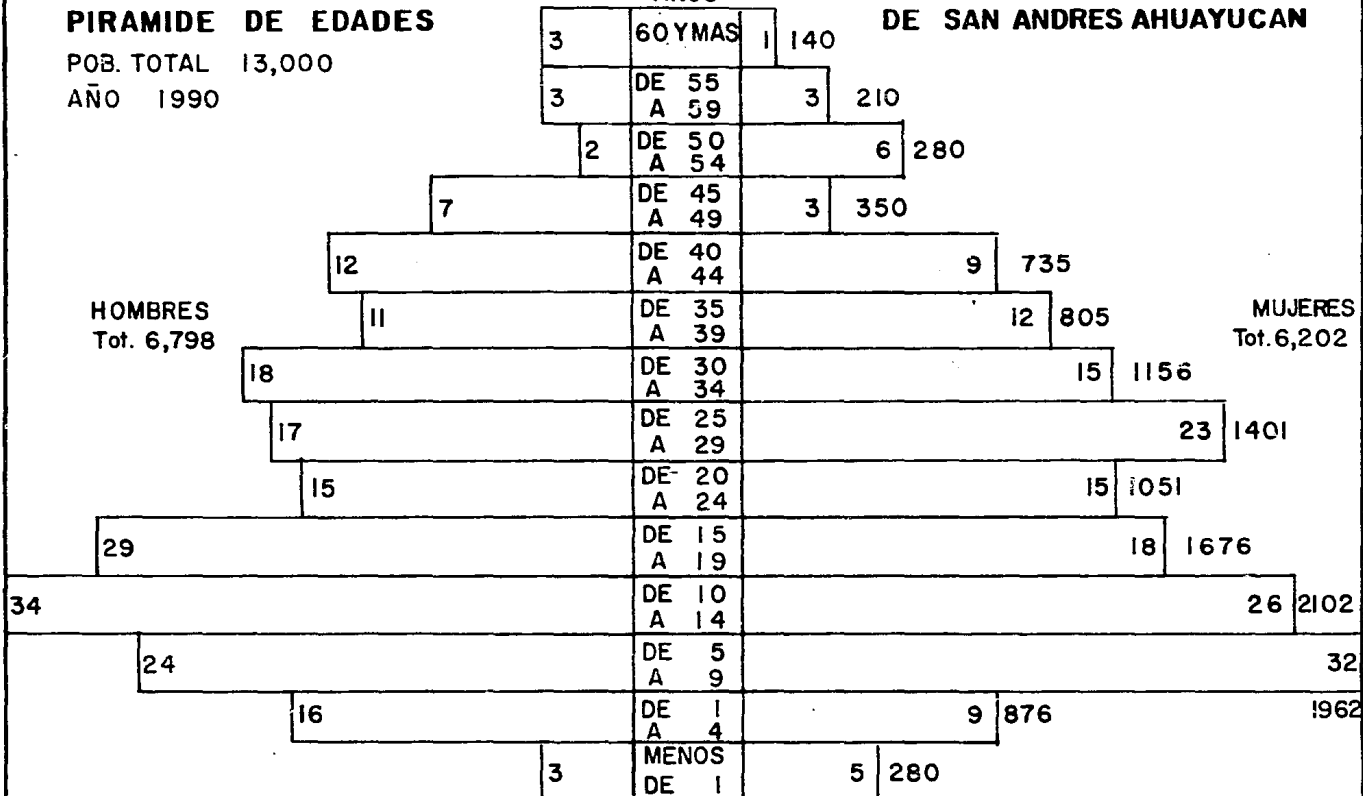 PIRAMIDE DE EDADES
DE SAN ANDRES AHUAYUCAN
POB. TOTAL 13,000
AÑO 1990
HOMBRES
Tot. 6,798
MUJERES
Tot. 6,202
3 60 Y MAS 1 140
3 DE 55 A 59 3 210
2 DE 50 A 54 6 280
7 DE 45 A 49 3 350
12 DE 40 A 44 9 735
11 DE 35 A 39 12 805
18 DE 30 A 34 15 1156
17 DE 25 A 29 23 1401
15 DE 20 A 24 15 1051
29 DE 15 A 19 18 1676
34 DE 10 A 14 26 2102
24 DE 5 A 9 32
1962
16 DE 1 A 4 9 876
3 MENOS DE 1 5 280